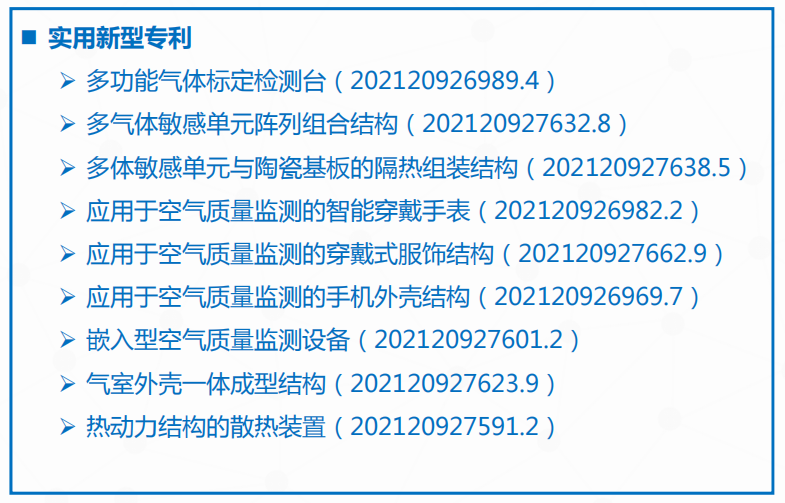 ■ 实用新型专利
➢ 多功能气体标定检测台（202120926989.4）
➢ 多气体敏感单元阵列组合结构（202120927632.8）
➢ 多体敏感单元与陶瓷基板的隔热组装结构（202120927638.5）
➢ 应用于空气质量监测的智能穿戴手表（202120926982.2）
➢ 应用于空气质量监测的穿戴式服饰结构（202120927662.9）
➢ 应用于空气质量监测的手机外壳结构（202120926969.7）
➢ 嵌入型空气质量监测设备（202120927601.2）
➢ 气室外壳一体成型结构（202120927623.9）
➢ 热动力结构的散热装置（202120927591.2）